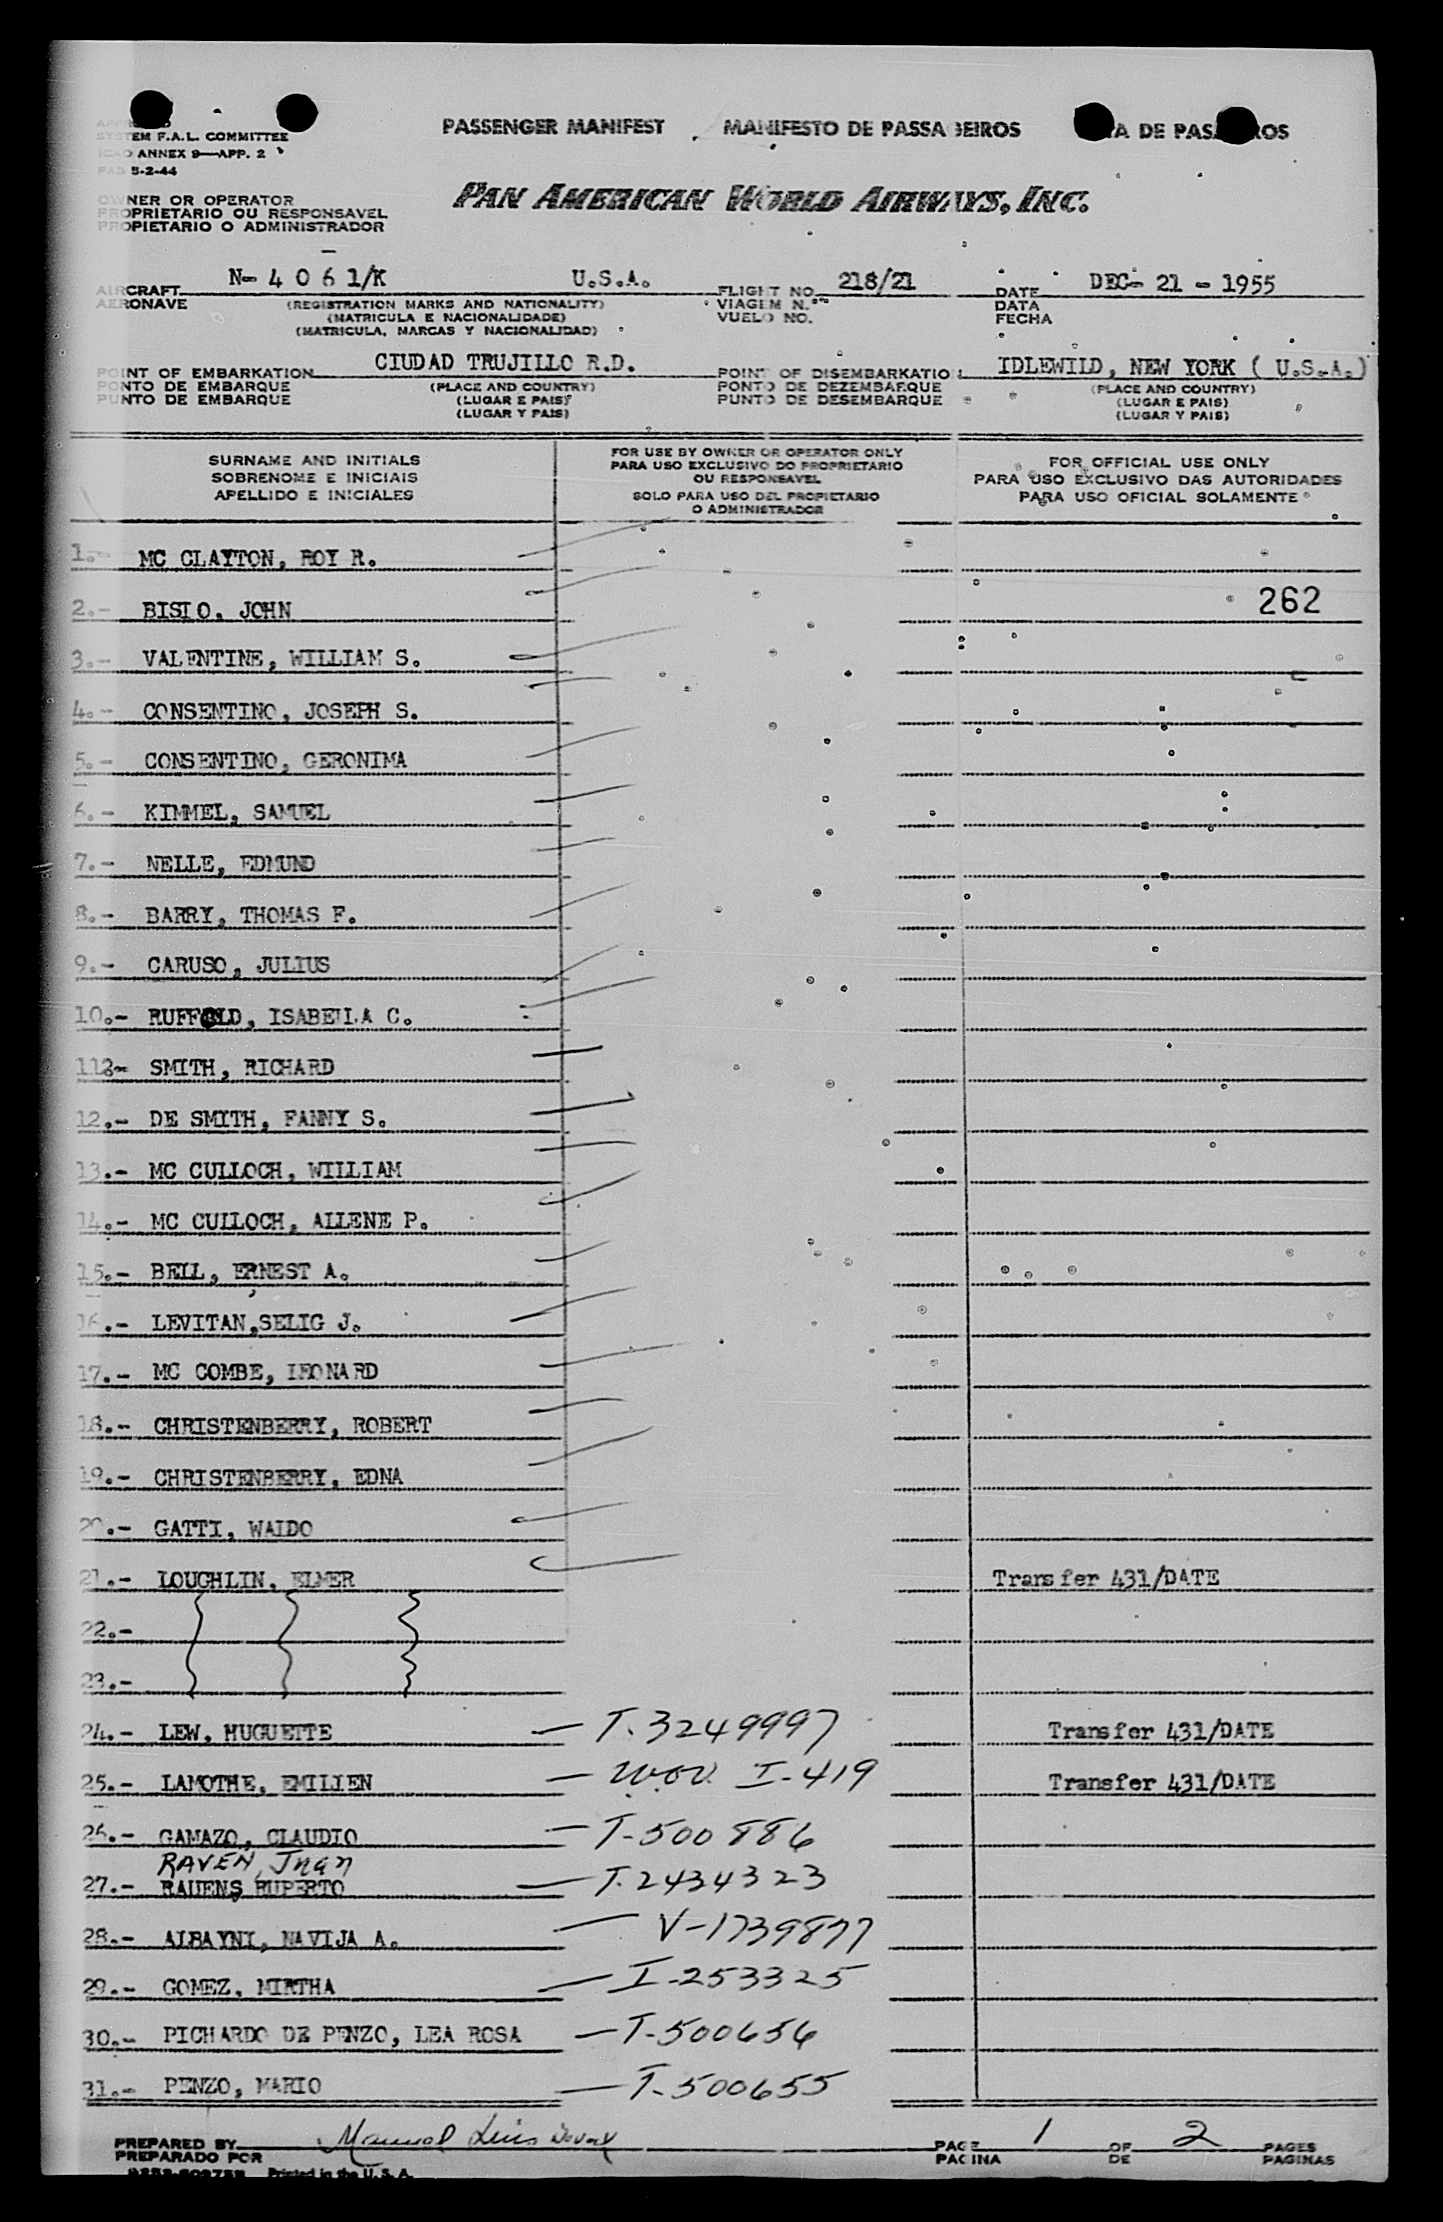 PASSENGER MANIFEST MANIFESTO DE PASSAGEIROS DE PASAJEROS
SYSTEM F.A.L. COMMITTEE
ICAO ANNEX 9—APP. 2
PAD 5-2-44
OWNER OR OPERATOR
PROPRIETARIO OU RESPONSAVEL
PROPIETARIO O ADMINISTRADOR
PAN AMERICAN WORLD AIRWAYS, INC.
AIRCRAFT N- 4 0 6 1/K U.S.A. FLIGHT NO. 218/21 DATE DEC- 21 - 1955
AERONAVE (REGISTRATION MARKS AND NATIONALITY) VIAGEM N.º DATA
(MATRICULA E NACIONALIDADE) VUELO NO. FECHA
(MATRICULA, MARCAS Y NACIONALIDAD)
POINT OF EMBARKATION CIUDAD TRUJILLO R.D. POINT OF DISEMBARKATION IDLEWILD, NEW YORK ( U.S.A.)
PONTO DE EMBARQUE (PLACE AND COUNTRY) PONTO DE DEZEMBARQUE (PLACE AND COUNTRY)
PUNTO DE EMBARQUE (LUGAR E PAIS) PUNTO DE DESEMBARQUE (LUGAR E PAIS)
(LUGAR Y PAIS) (LUGAR Y PAIS)
SURNAME AND INITIALS
SOBRENOME E INICIAIS
APELLIDO E INICIALES
FOR USE BY OWNER OR OPERATOR ONLY
PARA USO EXCLUSIVO DO PROPRIETARIO
OU RESPONSAVEL
SOLO PARA USO DEL PROPIETARIO
O ADMINISTRADOR
FOR OFFICIAL USE ONLY
PARA USO EXCLUSIVO DAS AUTORIDADES
PARA USO OFICIAL SOLAMENTE
1.- MC CLAYTON, ROY R.
2.- BISIO, JOHN 262
3.- VALENTINE, WILLIAM S.
4.- CONSENTINO, JOSEPH S.
5.- CONSENTINO, GERONIMA
6.- KIMMEL, SAMUEL
7.- NELLE, EDMUND
8.- BARRY, THOMAS F.
9.- CARUSO, JULIUS
10.- RUFFOLD, ISABELLA C.
112- SMITH, RICHARD
12.- DE SMITH, FANNY S.
13.- MC CULLOCH, WILLIAM
14.- MC CULLOCH, ALLENE P.
15.- BELL, ERNEST A.
16.- LEVITAN,SELIG J.
17.- MC COMBE, LEONARD
18.- CHRISTENBERRY, ROBERT
19.- CHRISTENBERRY, EDNA
20.- GATTI, WALDO
21.- LOUGHLIN, ELMER Transfer 431/DATE
22.-
23.-
24.- LEW, HUGUETTE — T.3249997 Transfer 431/DATE
25.- LAMOTHE, EMILIEN — W.OV. I-419 Transfer 431/DATE
26.- GAMAZO, CLAUDIO — T-500886
RAVEN, Juan
27.- RAUENS RUPERTO — T.2434323
28.- ALBAYNI, NAVIJA A. — V-1739877
29.- GOMEZ, MIRTHA — I-253325
30.- PICHARDO DE PENZO, LEA ROSA — T-500656
31.- PENZO, MARIO — T-500655
PREPARED BY Manuel Luis PAGE 1 OF 2 PAGES
PREPARADO POR PAGINA DE PAGINAS
Printed in the U.S.A.